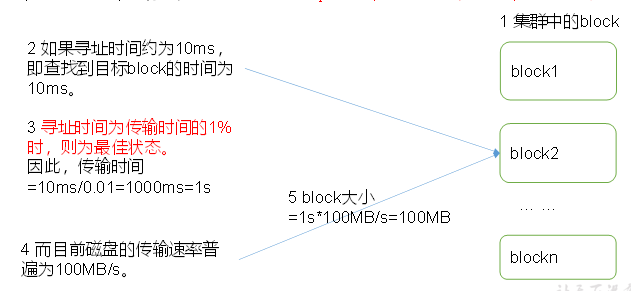 1 集群中的block
2 如果寻址时间约为10ms，
即查找到目标block的时间为
10ms。
block1
3 寻址时间为传输时间的1%
时，则为最佳状态。
因此，传输时间
=10ms/0.01=1000ms=1s
block2
5 block大小
=1s*100MB/s=100MB
... ...
4 而目前磁盘的传输速率普
遍为100MB/s。
blockn